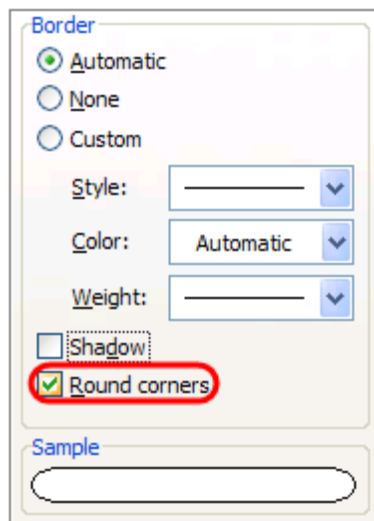 Border
Automatic
None
Custom
Style:
Color: Automatic
Weight:
Shadow
Round corners
Sample